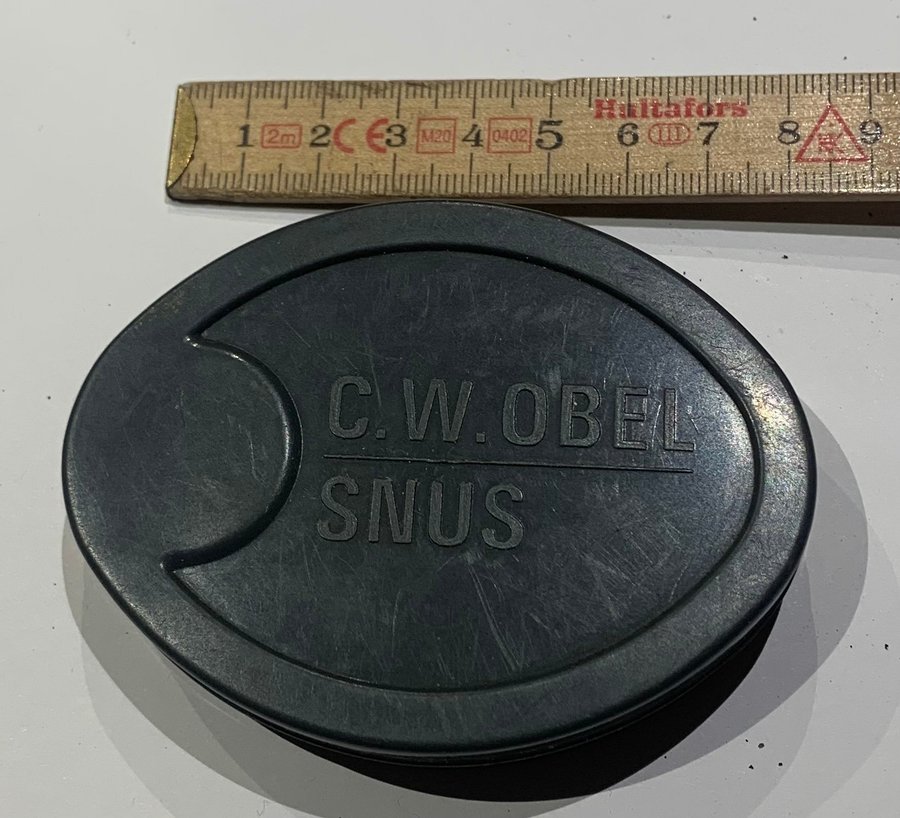 Hultafors
1 2m 2 CE 3 M20 4 0402 5 6 III 7 8 9
C.W.OBEL
SNUS